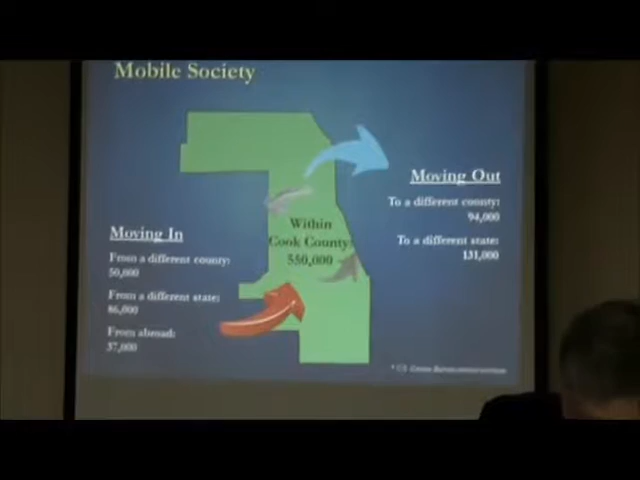 Mobile Society
Moving Out
To a different county:
94,000
To a different state:
131,000
Within
Cook County
550,000
Moving In
From a different county:
50,000
From a different state:
86,000
From abroad:
37,000